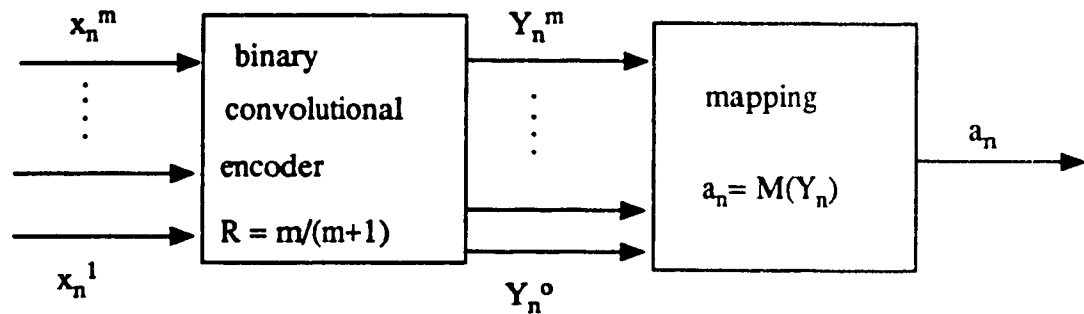 x_n^m
binary
convolutional
encoder
R = m/(m+1)
x_n^1
Y_n^m
Y_n^o
mapping
a_n= M(Y_n)
a_n